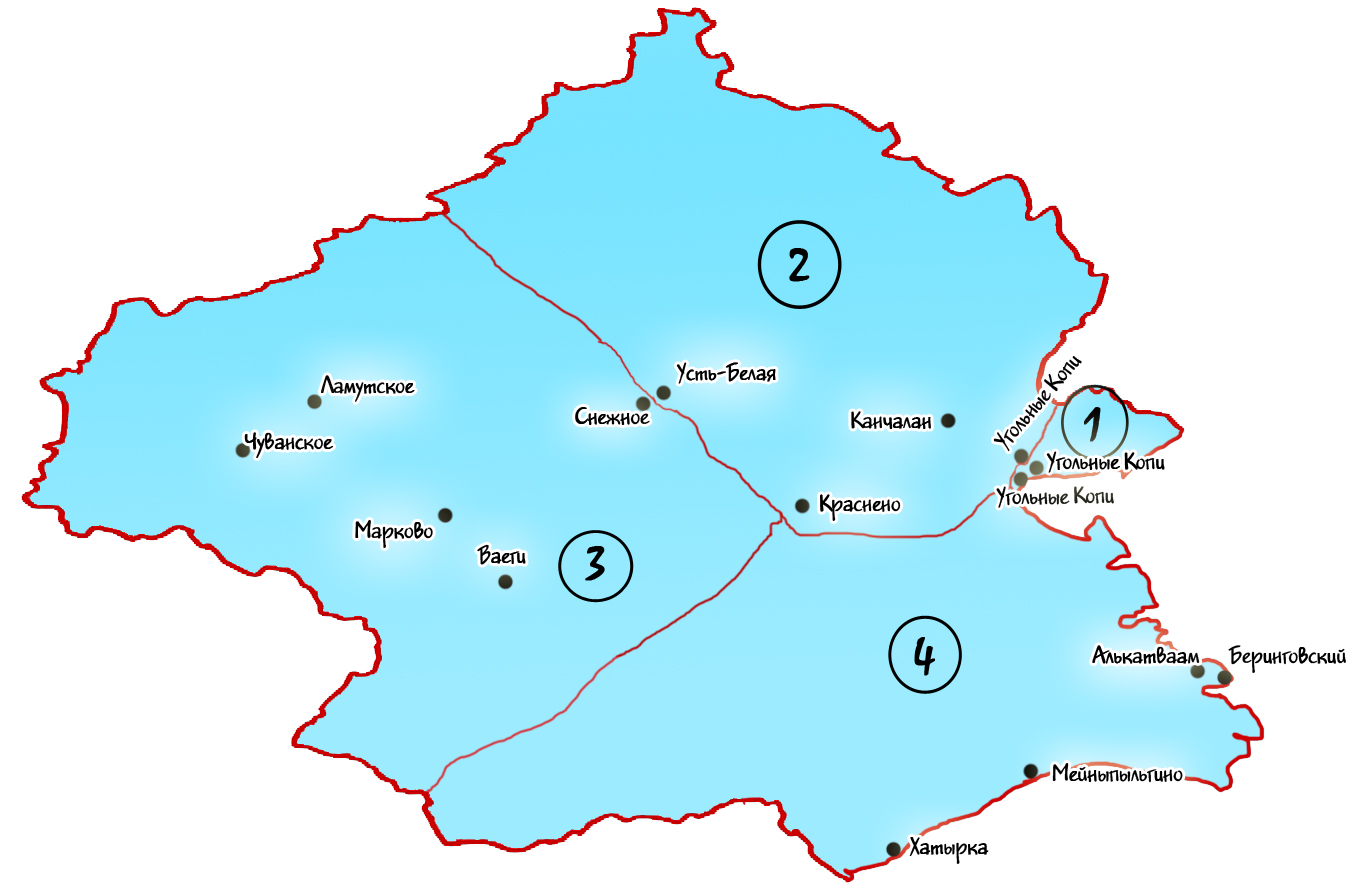 2
Угольные Копи
Усть-Белая
Ламутское
1
Снежное
Канчалан
Чуванское
Угольные Копи
Угольные Копи
Краснено
Марково
Ваеги
3
4
Алькатваам
Беринговский
Мейныпыльгино
Хатырка